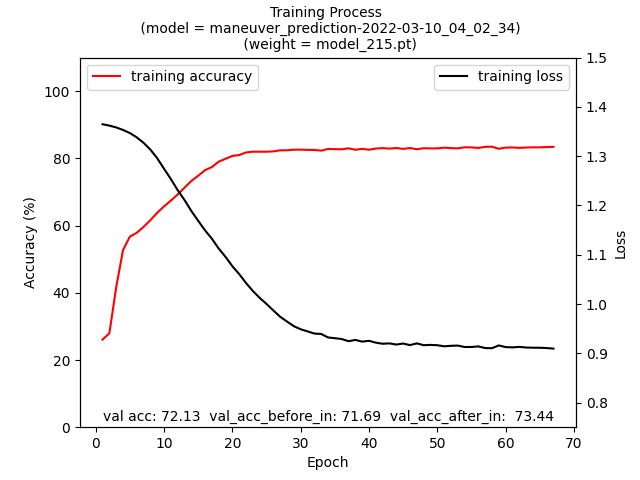 Training Process
(model = maneuver_prediction-2022-03-10_04_02_34)
(weight = model_215.pt)
training accuracy
training loss
Accuracy (%)
100
80
60
40
20
0
1.5
1.4
1.3
1.2
1.1
1.0
0.9
0.8
Loss
val acc: 72.13 val_acc_before_in: 71.69 val_acc_after_in: 73.44
0 10 20 30 40 50 60 70
Epoch